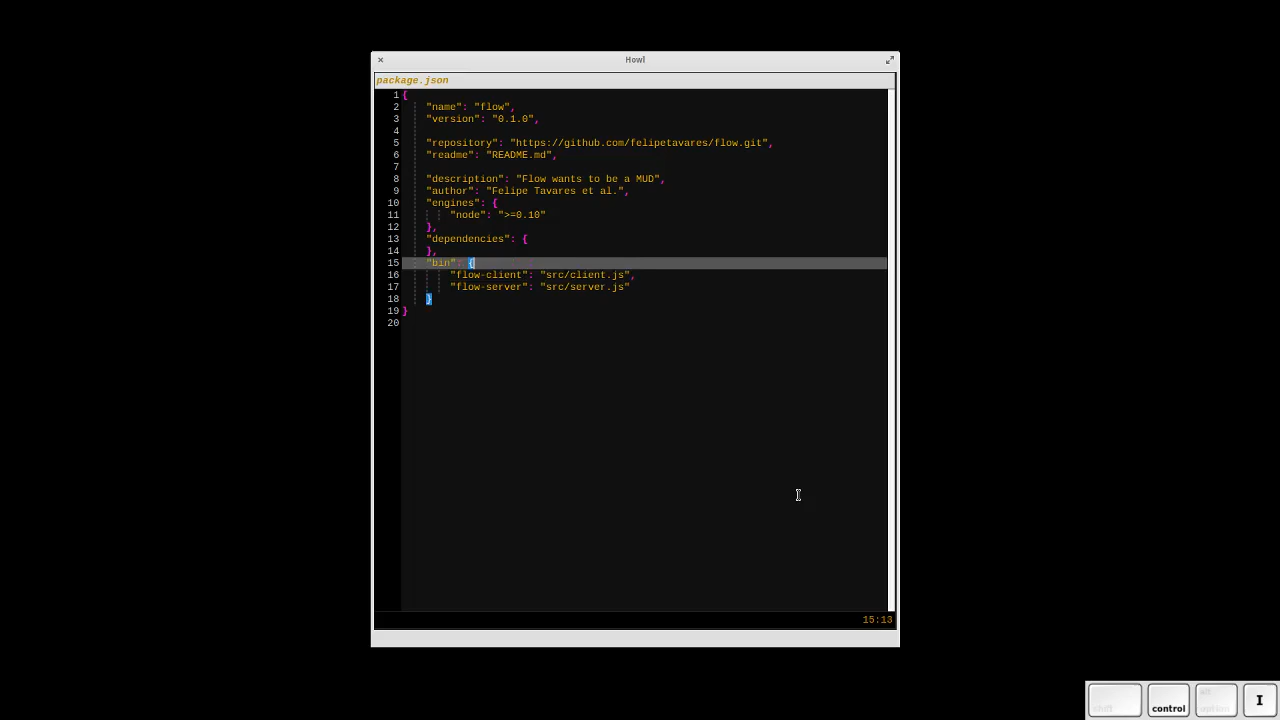 Howl
package.json
1 {
2 "name": "flow",
3 "version": "0.1.0",
4
5 "repository": "https://github.com/felipetavares/flow.git",
6 "readme": "README.md",
7
8 "description": "Flow wants to be a MUD",
9 "author": "Felipe Tavares et al.",
10 "engines": {
11 "node": ">=0.10"
12 },
13 "dependencies": {
14 },
15 "bin": {
16 "flow-client": "src/client.js",
17 "flow-server": "src/server.js"
18 }
19 }
20
15:13
shift control alt option I